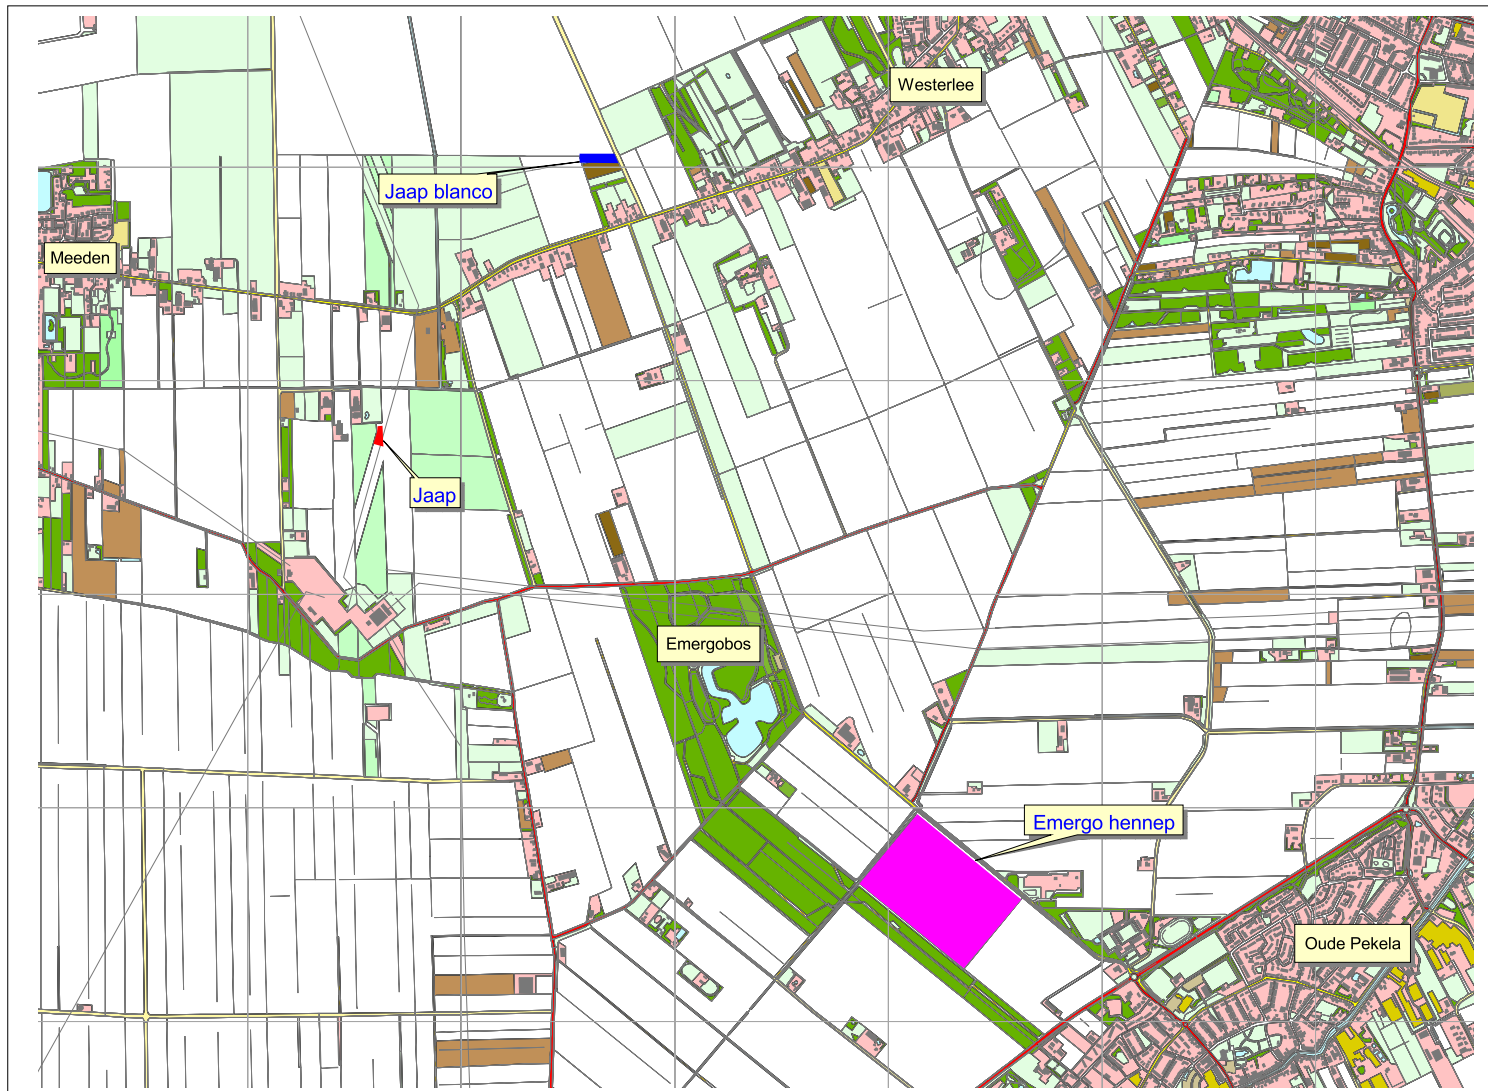 Westerlee
Jaap blanco
Meeden
Jaap
Emergobos
Emergo hennep
Oude Pekela